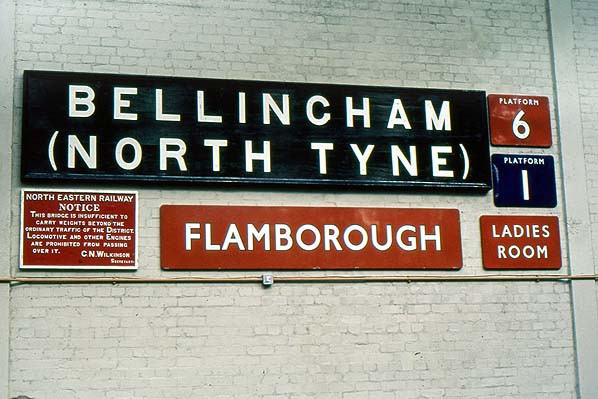 BELLINGHAM
(NORTH TYNE)
PLATFORM
6
PLATFORM
1
NORTH EASTERN RAILWAY
NOTICE
THIS BRIDGE IS INSUFFICIENT TO
CARRY WEIGHTS BEYOND THE
ORDINARY TRAFFIC OF THE DISTRICT.
LOCOMOTIVE AND OTHER ENGINES
ARE PROHIBITED FROM PASSING
OVER IT. C.N. WILKINSON
SECRETARY.
FLAMBOROUGH
LADIES
ROOM